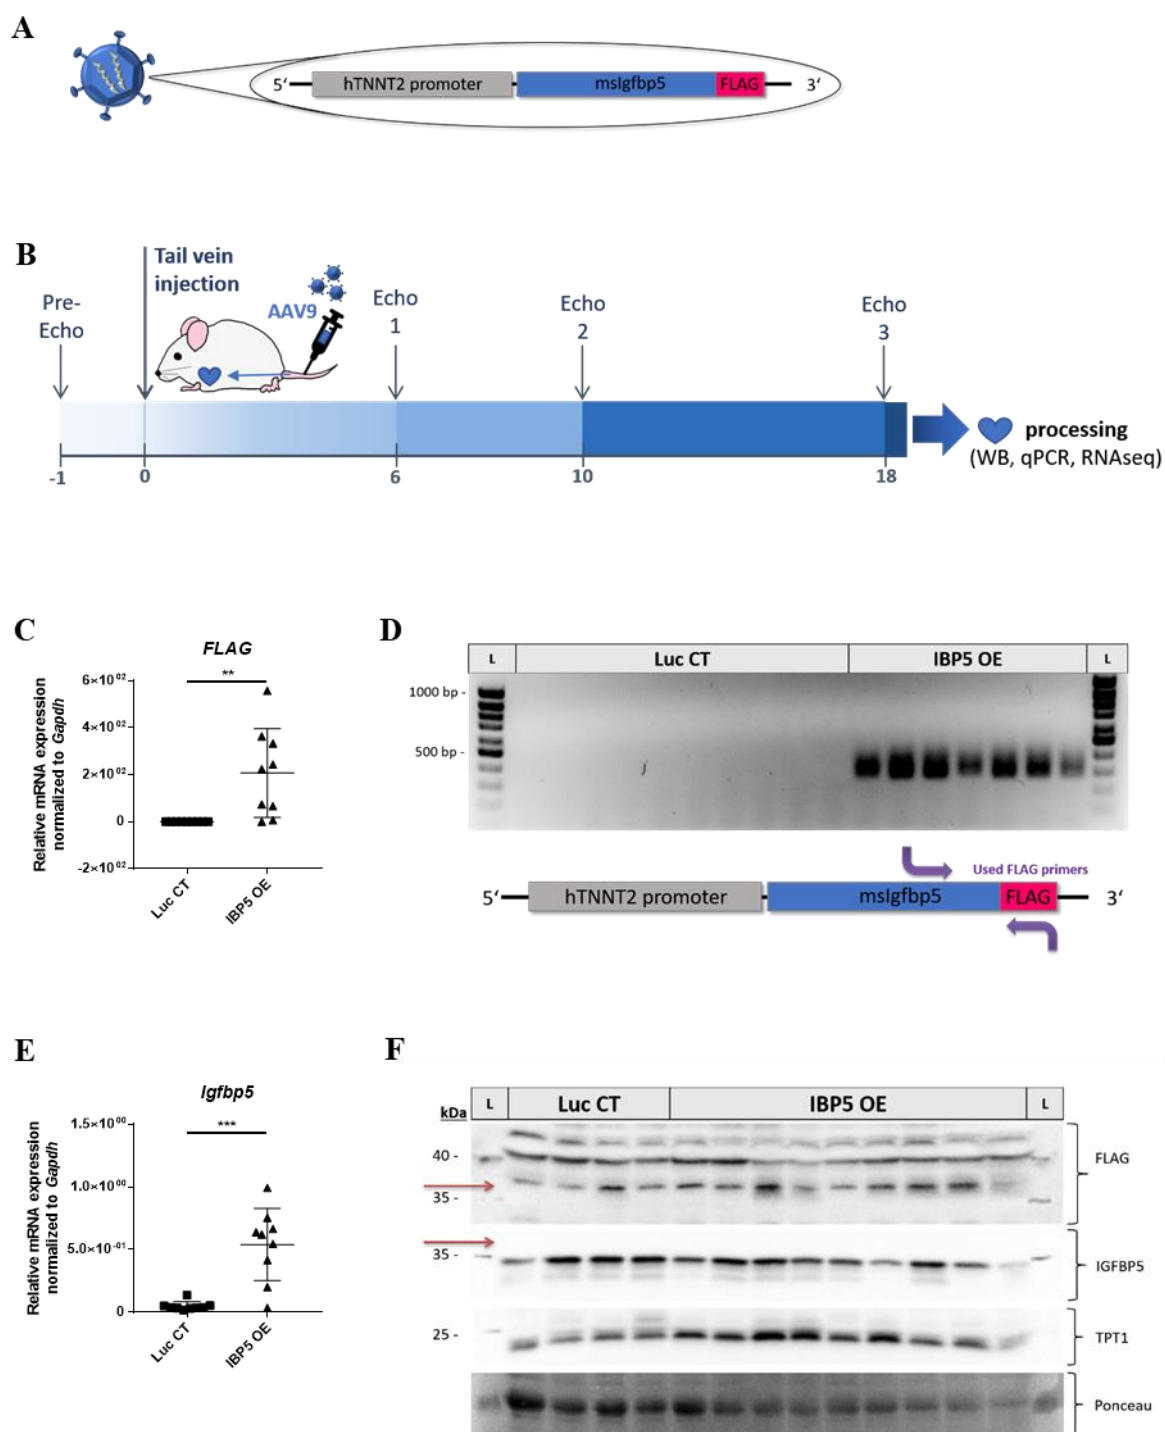 A
5‘
hTNNT2 promoter
msIgfbp5
FLAG
3‘
B
Tail vein
injection
Pre-
Echo
AAV9
Echo
1
Echo
2
Echo
3
processing
(WB, qPCR, RNAseq)
-1
0
6
10
18
C
FLAG
**
Relative mRNA expression
normalized to Gapdh
6×10⁰²
4×10⁰²
2×10⁰²
0
-2×10⁰²
Luc CT
IBP5 OE
D
L
Luc CT
IBP5 OE
L
1000 bp -
500 bp -
Used FLAG primers
5‘
hTNNT2 promoter
msIgfbp5
FLAG
3‘
E
Igfbp5
***
Relative mRNA expression
normalized to Gapdh
1.5×10⁰⁰
1.0×10⁰⁰
5.0×10⁻⁰¹
0
Luc CT
IBP5 OE
F
kDa
L
Luc CT
IBP5 OE
L
40 -
35 -
FLAG
35 -
IGFBP5
25 -
TPT1
Ponceau